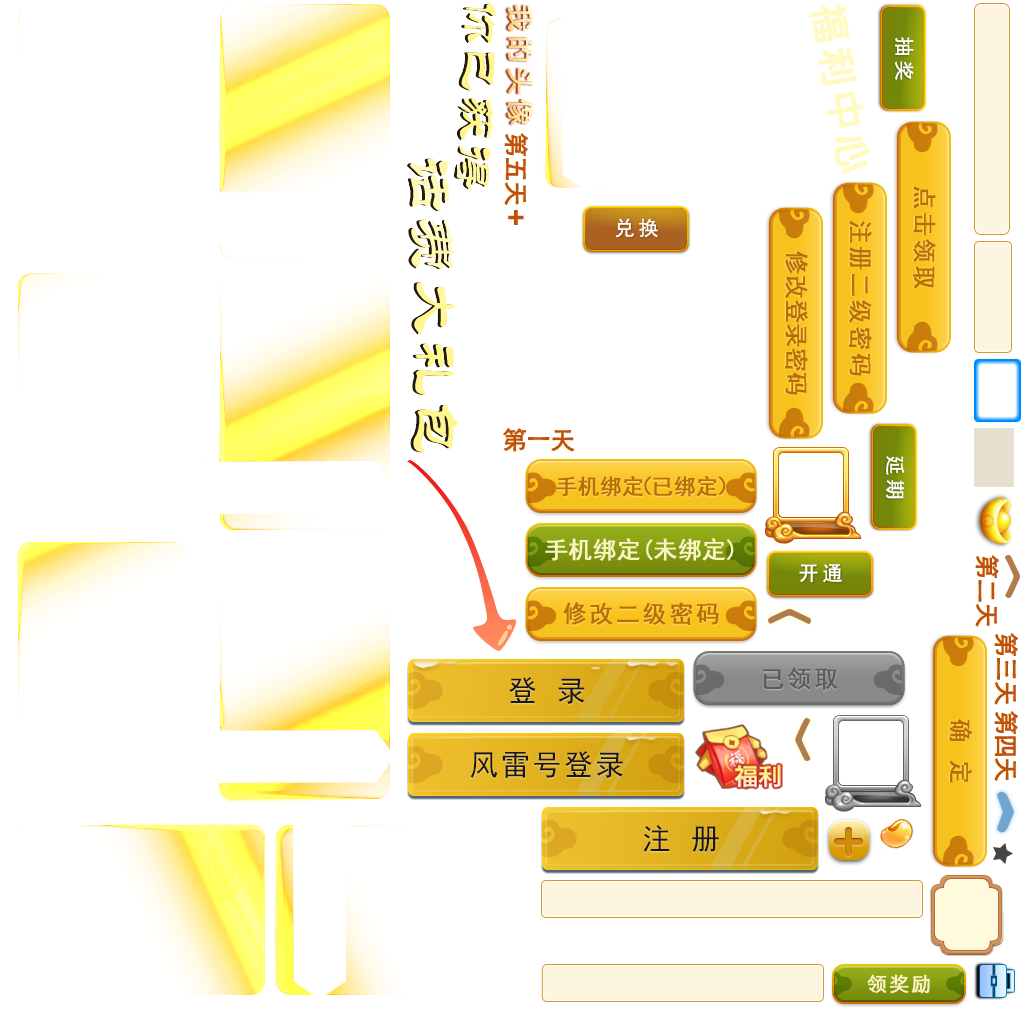 你已获得
话费大礼包
我的头像
第五天+
福利中心
抽奖
点击领取
注册二级密码
修改登录密码
兑换
第一天
手机绑定(已绑定)
手机绑定(未绑定)
修改二级密码
延期
开通
第二天
第三天
第四天
确 定
已领取
登 录
风雷号登录
福
福利
注 册
领奖励